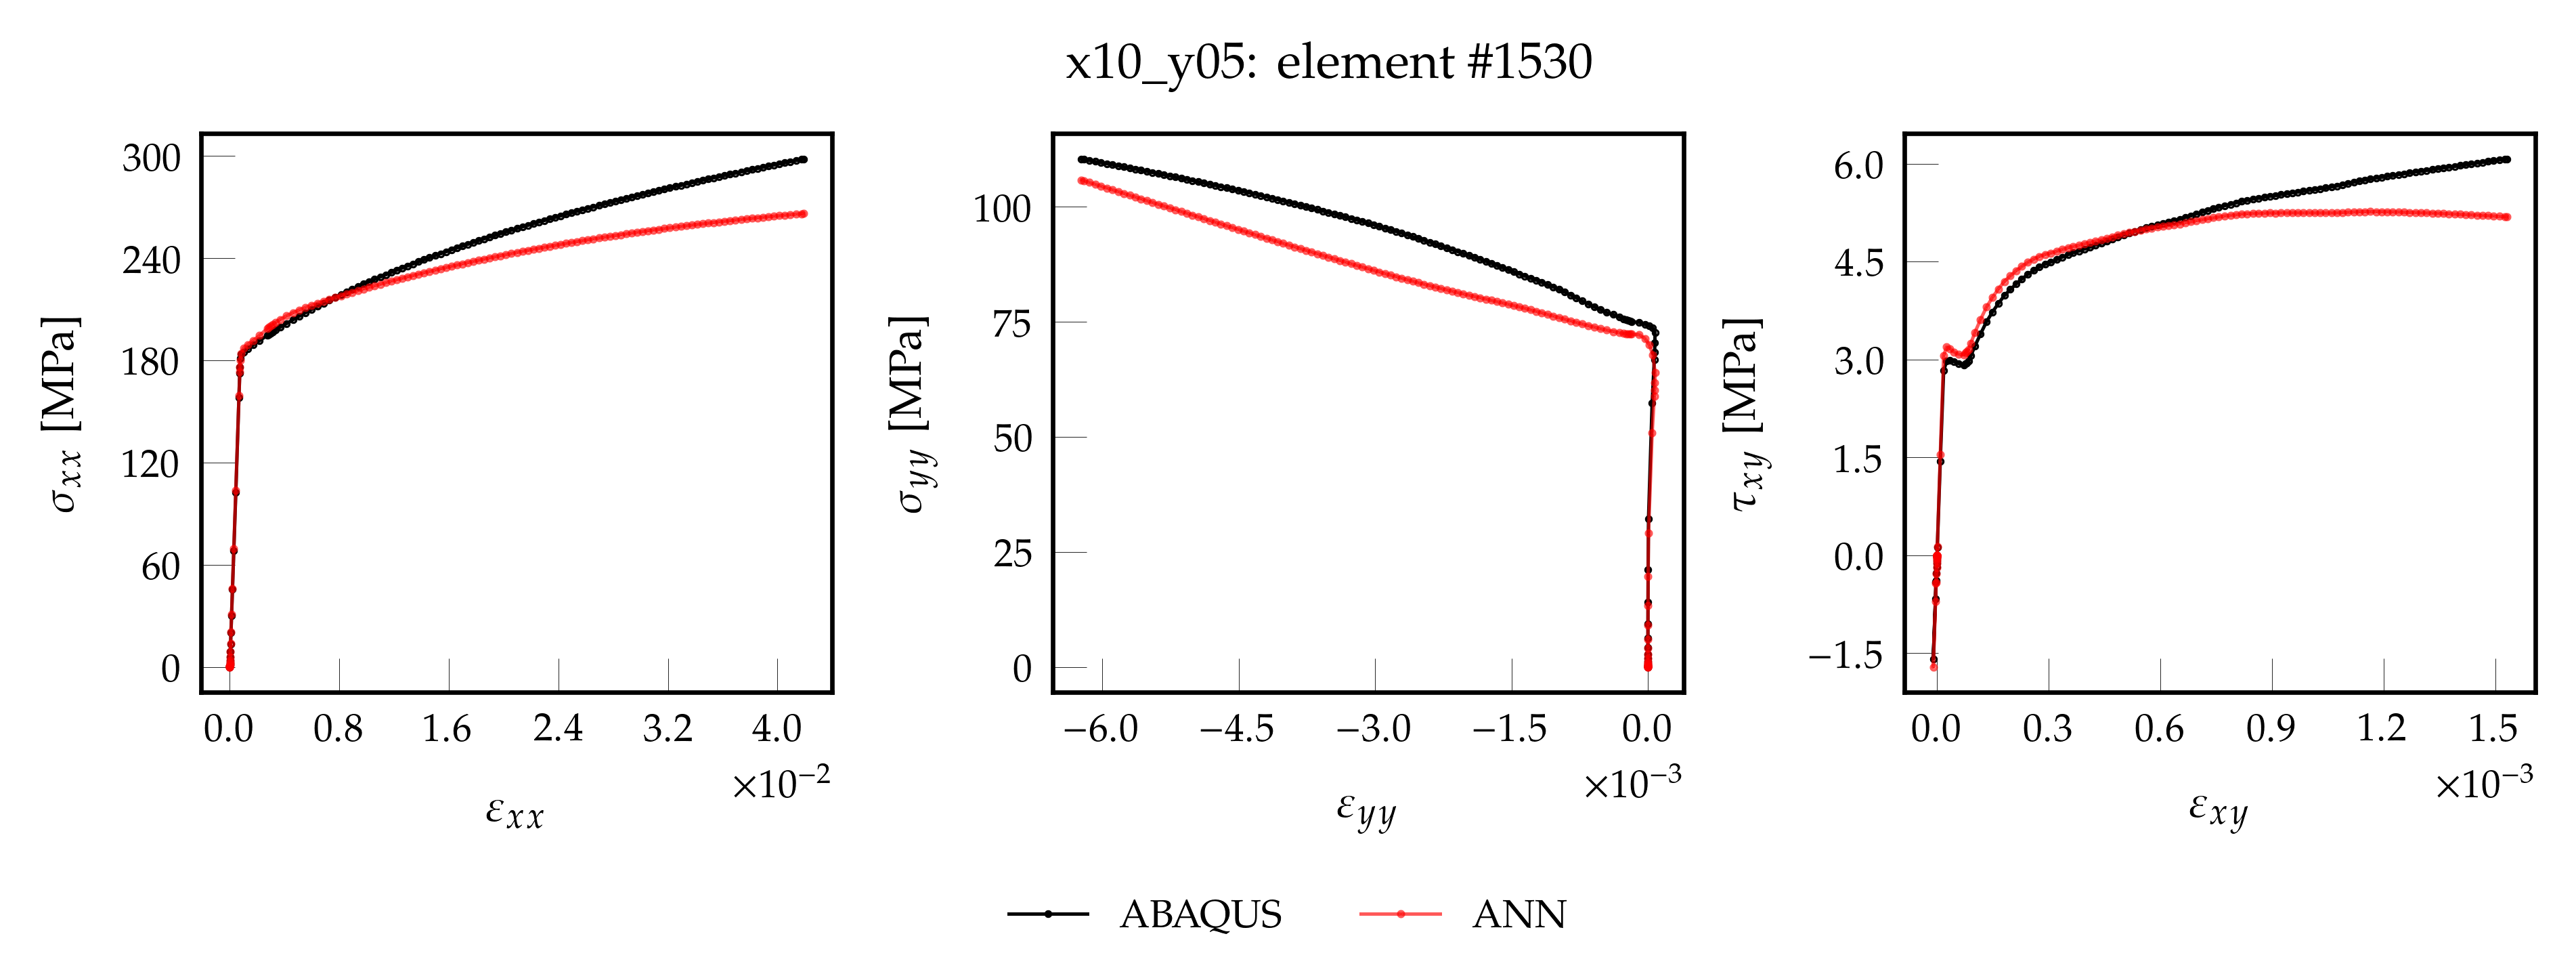 x10_y05: element #1530
σxx [MPa]
300
240
180
120
60
0
0.0 0.8 1.6 2.4 3.2 4.0
×10⁻²
εxx
σyy [MPa]
100
75
50
25
0
−6.0 −4.5 −3.0 −1.5 0.0
×10⁻³
εyy
τxy [MPa]
6.0
4.5
3.0
1.5
0.0
−1.5
0.0 0.3 0.6 0.9 1.2 1.5
×10⁻³
εxy
ABAQUS ANN